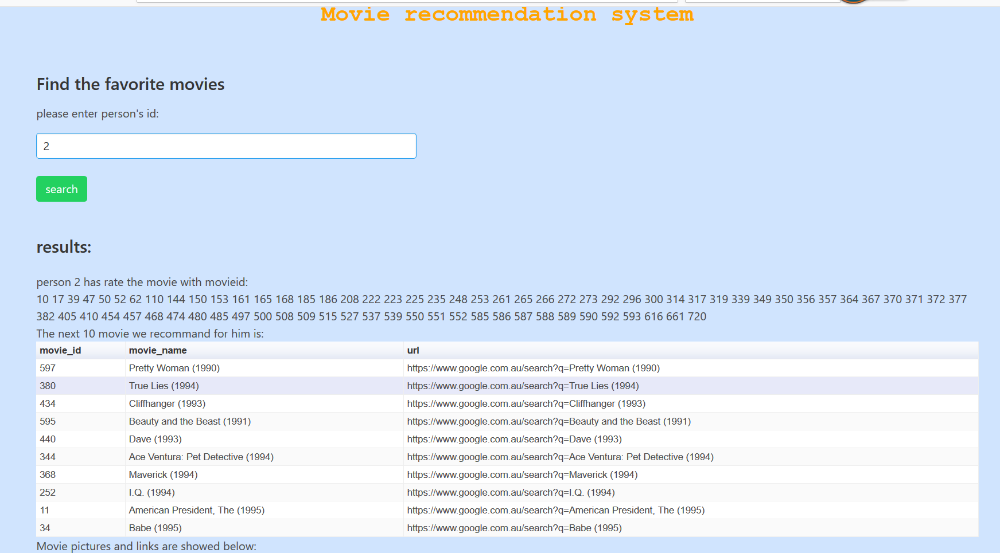 Movie recommendation system
Find the favorite movies
please enter person's id:
2
search
results:
person 2 has rate the movie with movieid:
10 17 39 47 50 52 62 110 144 150 153 161 165 168 185 186 208 222 223 225 235 248 253 261 265 266 272 273 292 296 300 314 317 319 339 349 350 356 357 364 367 370 371 372 377
382 405 410 454 457 468 474 480 485 497 500 508 509 515 527 537 539 550 551 552 585 586 587 588 589 590 592 593 616 661 720
The next 10 movie we recommand for him is:
movie_id movie_name url
597 Pretty Woman (1990) https://www.google.com.au/search?q=Pretty Woman (1990)
380 True Lies (1994) https://www.google.com.au/search?q=True Lies (1994)
434 Cliffhanger (1993) https://www.google.com.au/search?q=Cliffhanger (1993)
595 Beauty and the Beast (1991) https://www.google.com.au/search?q=Beauty and the Beast (1991)
440 Dave (1993) https://www.google.com.au/search?q=Dave (1993)
344 Ace Ventura: Pet Detective (1994) https://www.google.com.au/search?q=Ace Ventura: Pet Detective (1994)
368 Maverick (1994) https://www.google.com.au/search?q=Maverick (1994)
252 I.Q. (1994) https://www.google.com.au/search?q=I.Q. (1994)
11 American President, The (1995) https://www.google.com.au/search?q=American President, The (1995)
34 Babe (1995) https://www.google.com.au/search?q=Babe (1995)
Movie pictures and links are showed below: